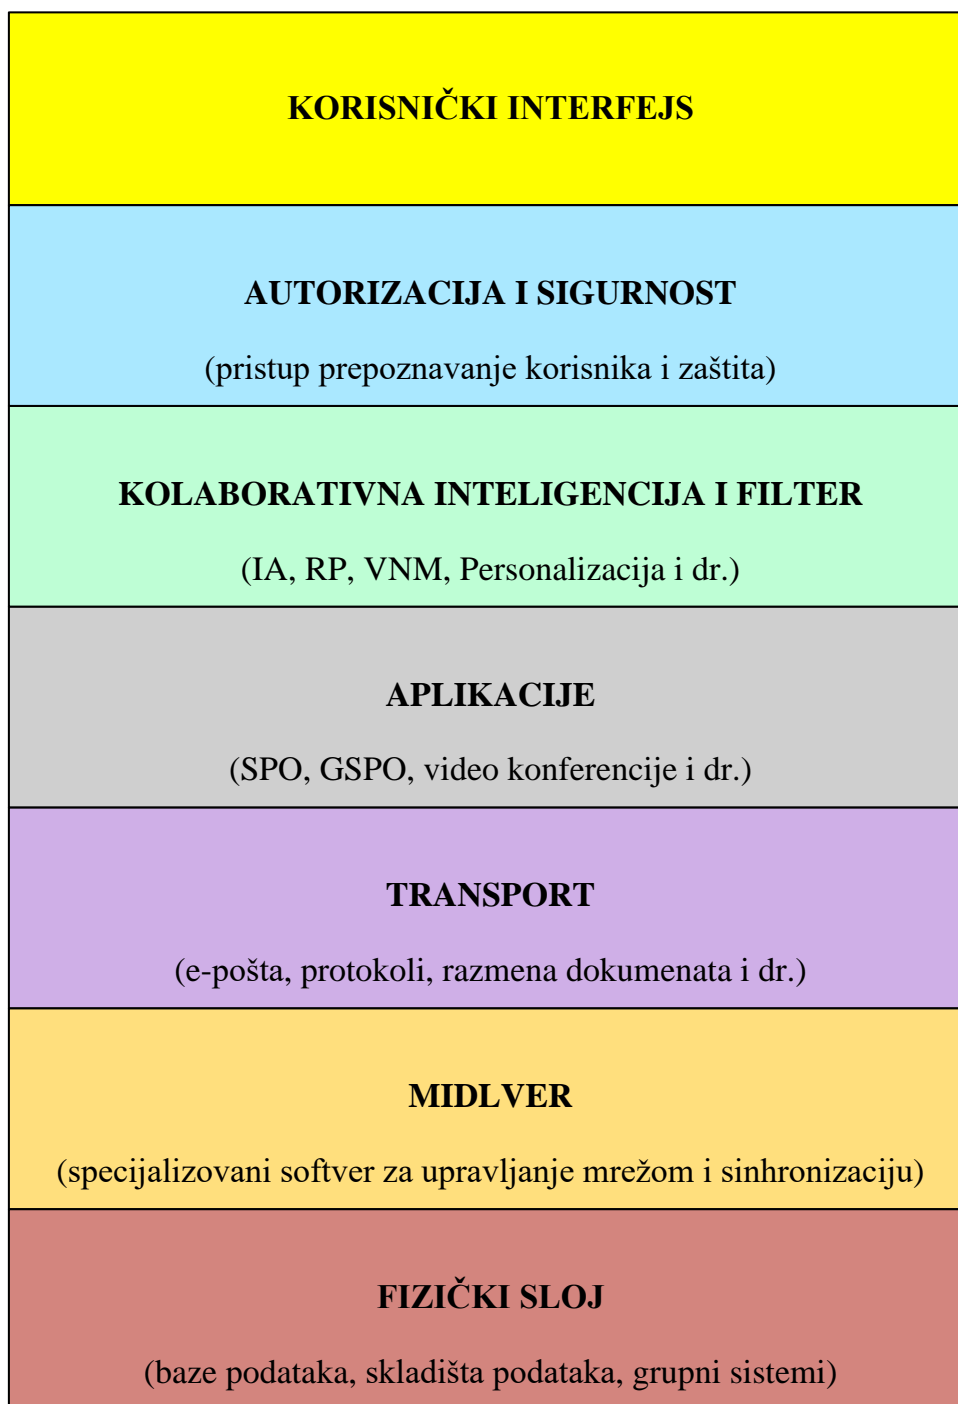 KORISNIČKI INTERFEJS
AUTORIZACIJA I SIGURNOST
(pristup prepoznavanje korisnika i zaštita)
KOLABORATIVNA INTELIGENCIJA I FILTER
(IA, RP, VNM, Personalizacija i dr.)
APLIKACIJE
(SPO, GSPO, video konferencije i dr.)
TRANSPORT
(e-pošta, protokoli, razmena dokumenata i dr.)
MIDLVER
(specijalizovani softver za upravljanje mrežom i sinhronizaciju)
FIZIČKI SLOJ
(baze podataka, skladišta podataka, grupni sistemi)